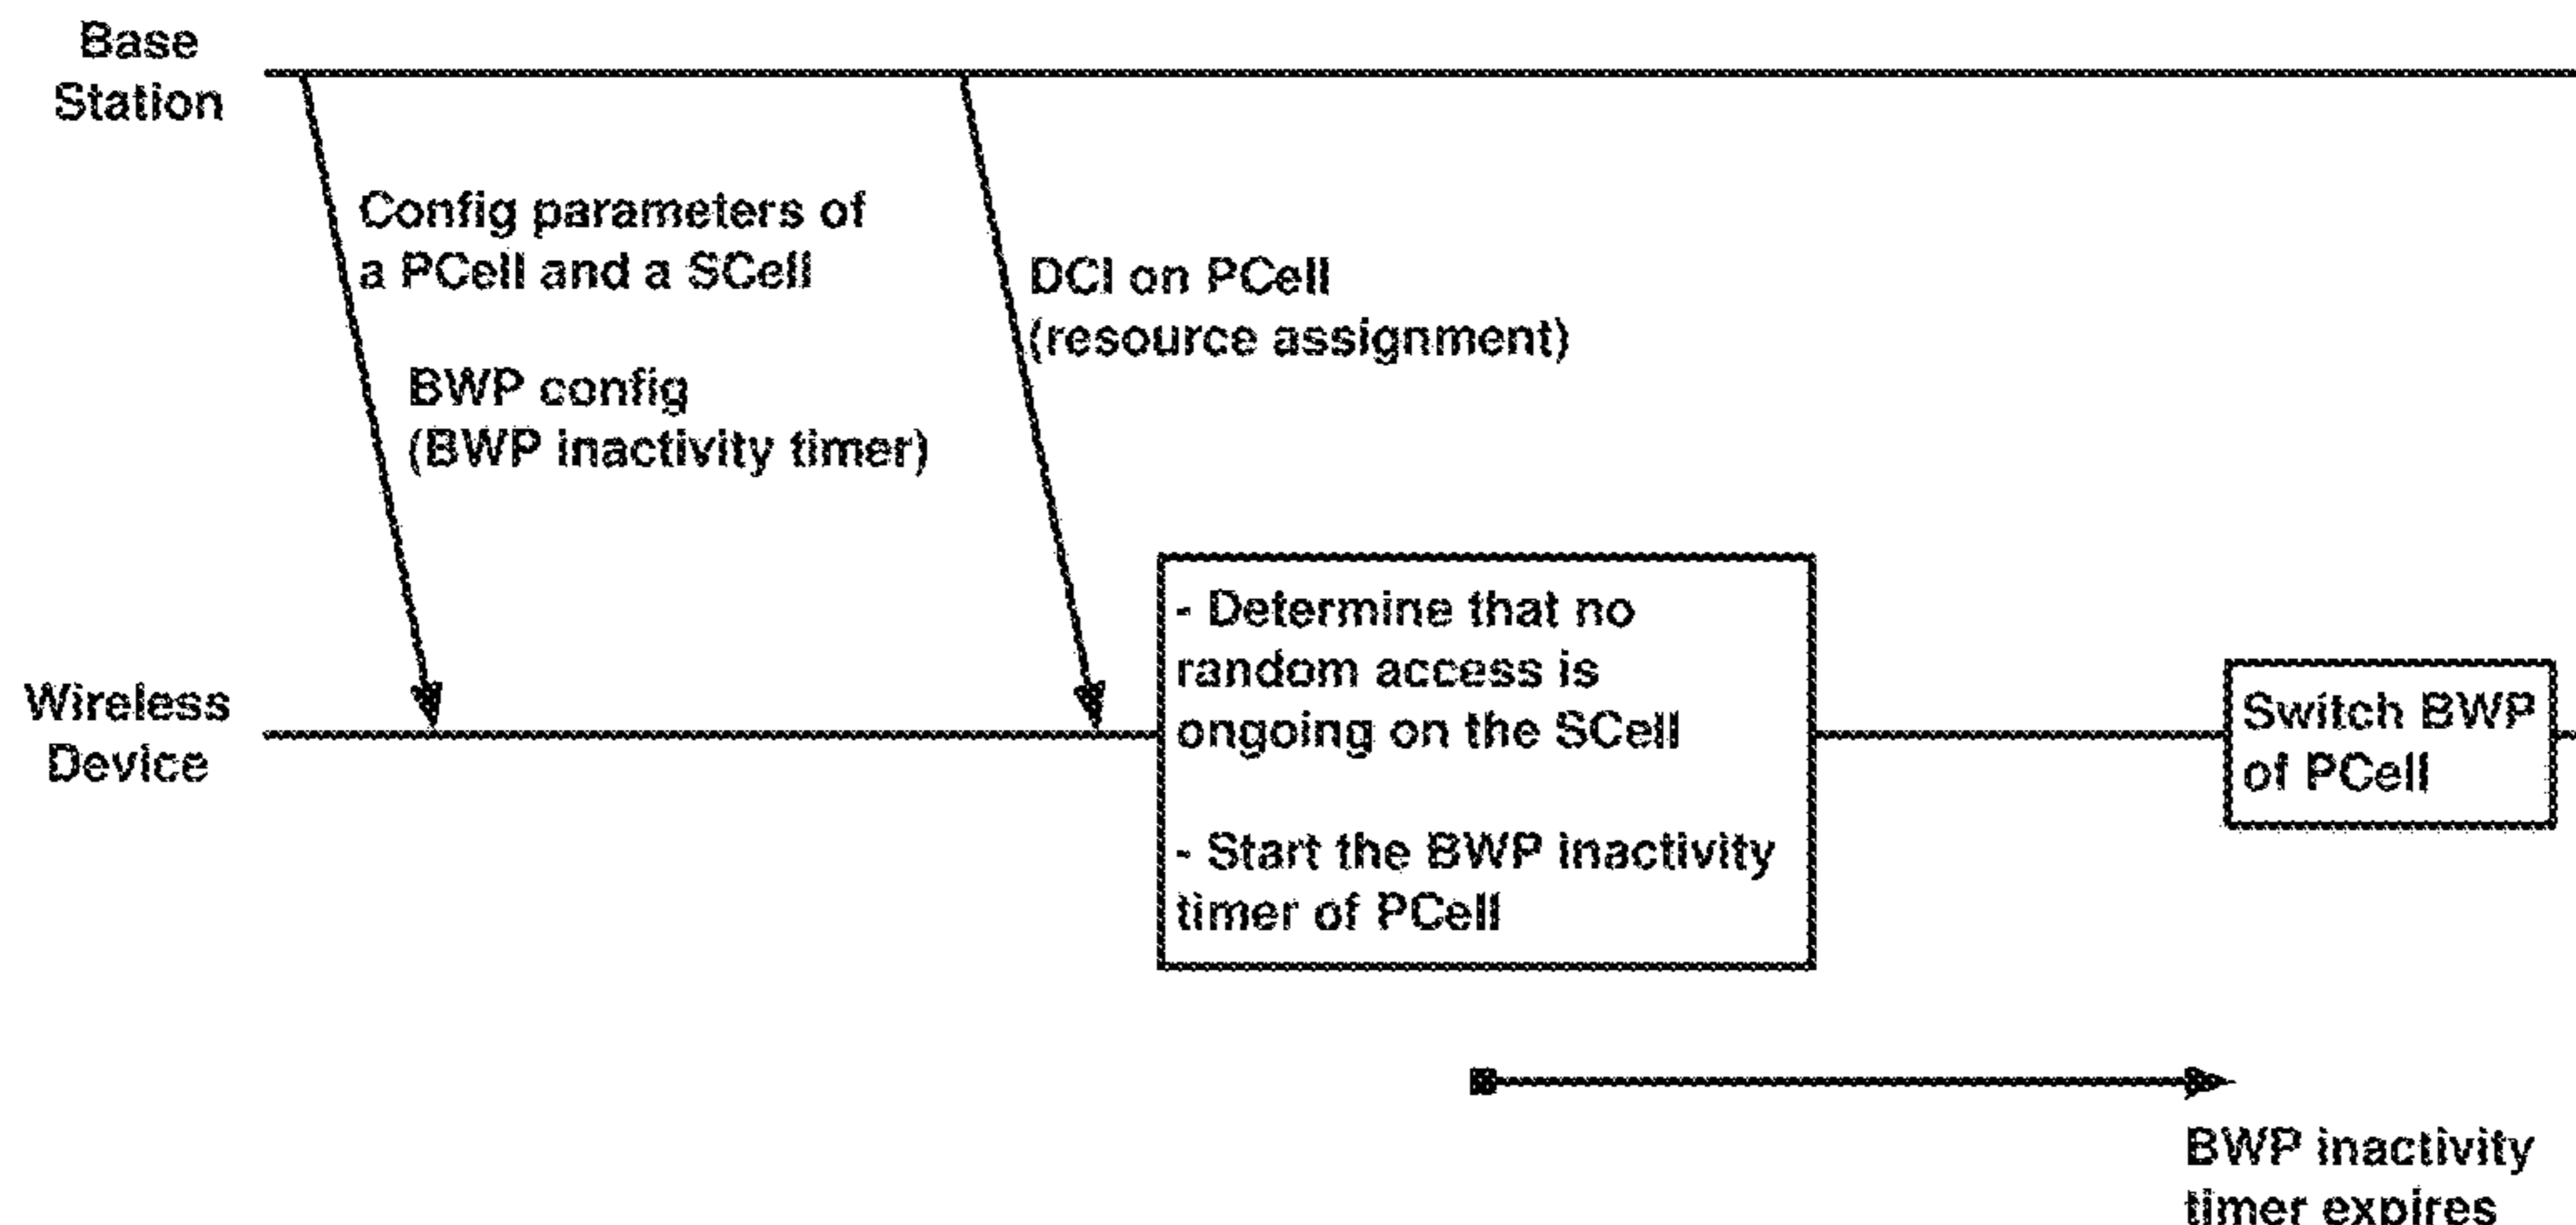 Base
Station
Config parameters of
a PCell and a SCell
BWP config
(BWP inactivity timer)
DCI on PCell
(resource assignment)
Wireless
Device
- Determine that no
random access is
ongoing on the SCell
- Start the BWP inactivity
timer of PCell
Switch BWP
of PCell
BWP inactivity
timer expires